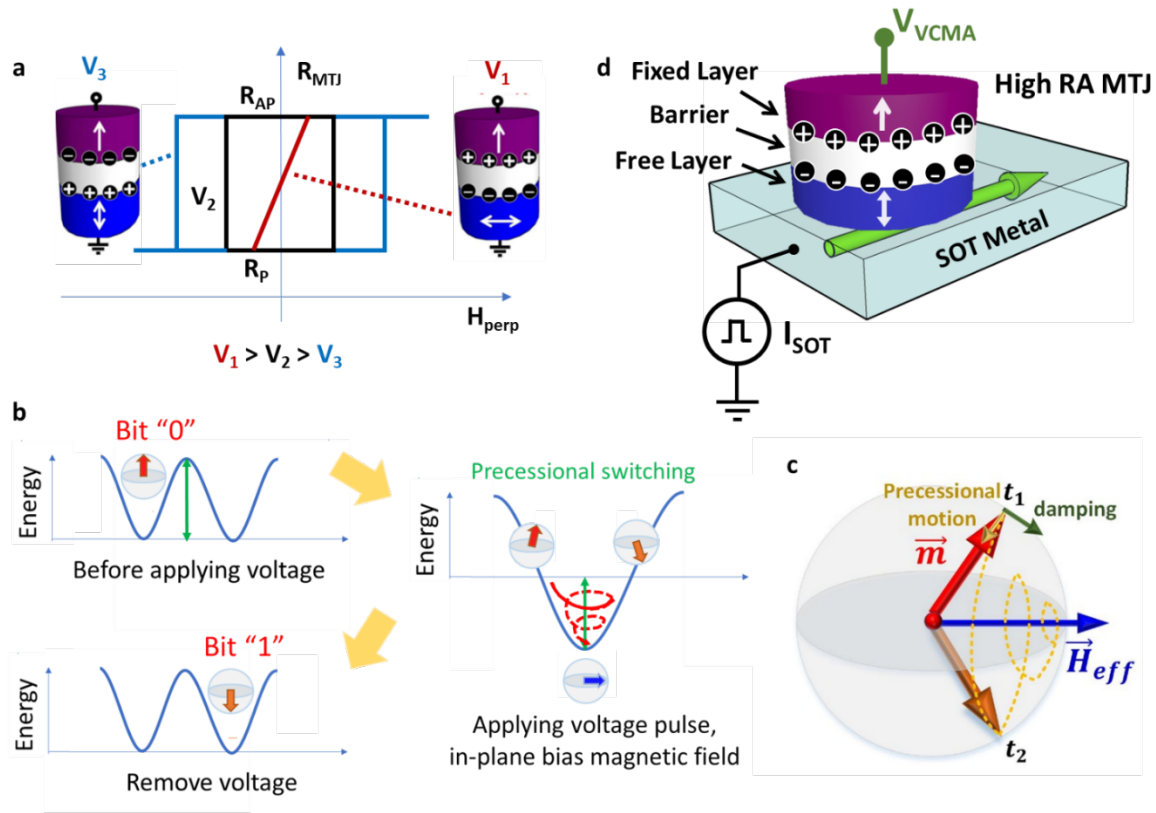 a
V3
RMTJ
RAP
V1
V2
RP
Hperp
V1 > V2 > V3
d
VVCMA
Fixed Layer
High RA MTJ
Barrier
Free Layer
SOT Metal
ISOT
b
Bit “0”
Energy
Before applying voltage
Precessional switching
Energy
Applying voltage pulse,
in-plane bias magnetic field
Bit “1”
Energy
Remove voltage
c
Precessional
motion
t1
damping
m
Heff
t2